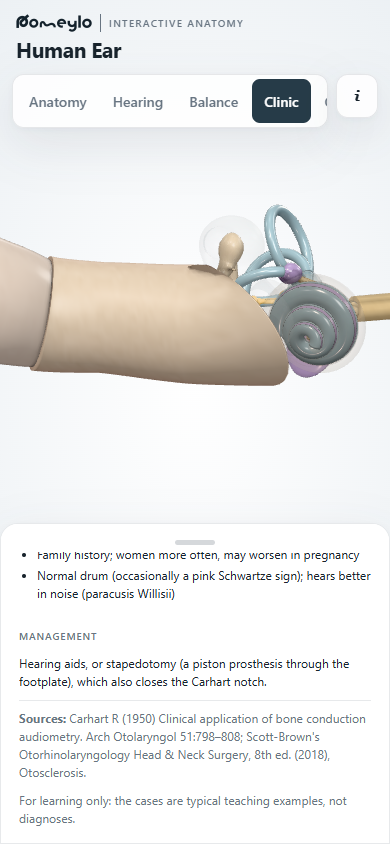 Domeylo | INTERACTIVE ANATOMY
Human Ear
Anatomy Hearing Balance Clinic
i
• Family history; women more often, may worsen in pregnancy
• Normal drum (occasionally a pink Schwartze sign); hears better
in noise (paracusis Willisii)
MANAGEMENT
Hearing aids, or stapedotomy (a piston prosthesis through the
footplate), which also closes the Carhart notch.
Sources: Carhart R (1950) Clinical application of bone conduction
audiometry. Arch Otolaryngol 51:798–808; Scott-Brown's
Otorhinolaryngology Head & Neck Surgery, 8th ed. (2018),
Otosclerosis.
For learning only: the cases are typical teaching examples, not
diagnoses.